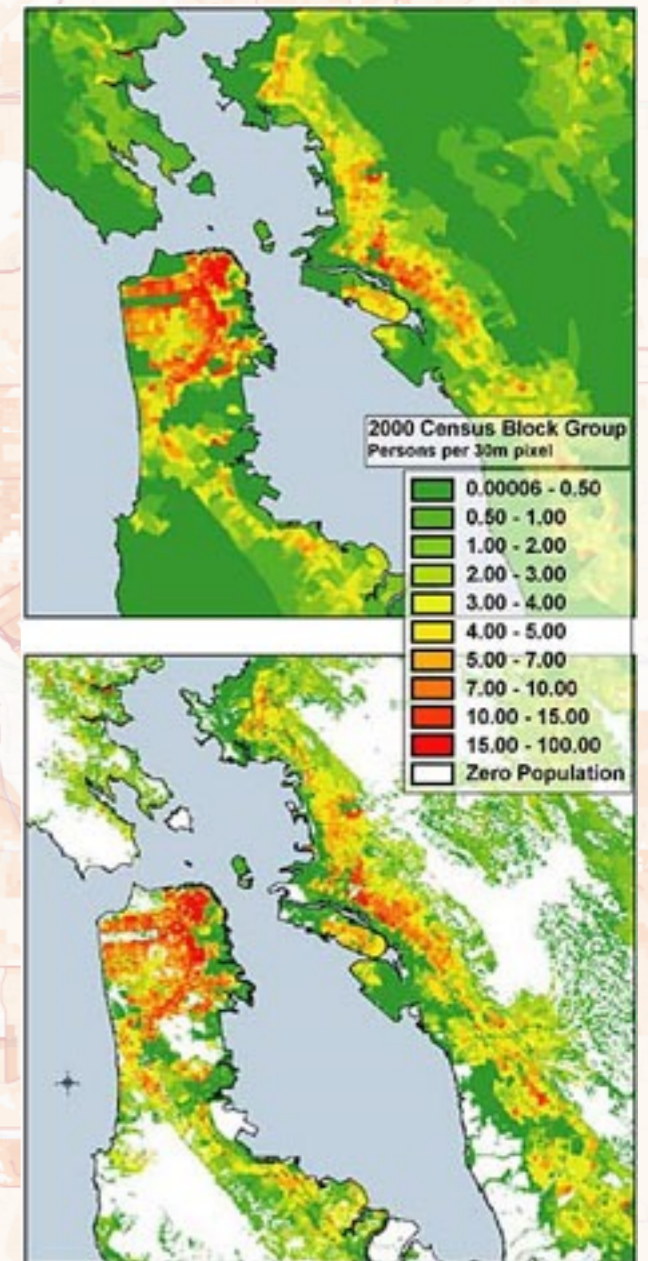 2000 Census Block Group
Persons per 30m pixel
0.00006 - 0.50
0.50 - 1.00
1.00 - 2.00
2.00 - 3.00
3.00 - 4.00
4.00 - 5.00
5.00 - 7.00
7.00 - 10.00
10.00 - 15.00
15.00 - 100.00
Zero Population